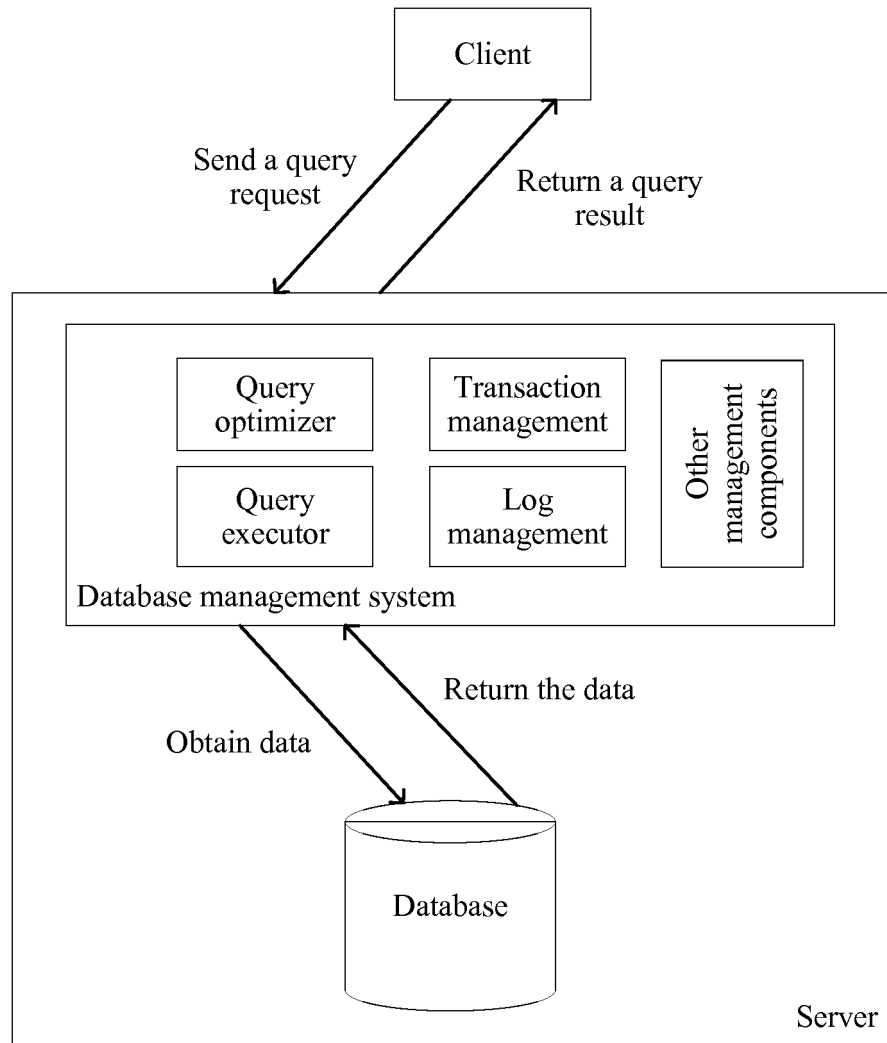 Client
Send a query
request
Return a query
result
Query
optimizer
Transaction
management
Other
management
components
Query
executor
Log
management
Database management system
Return the data
Obtain data
Database
Server